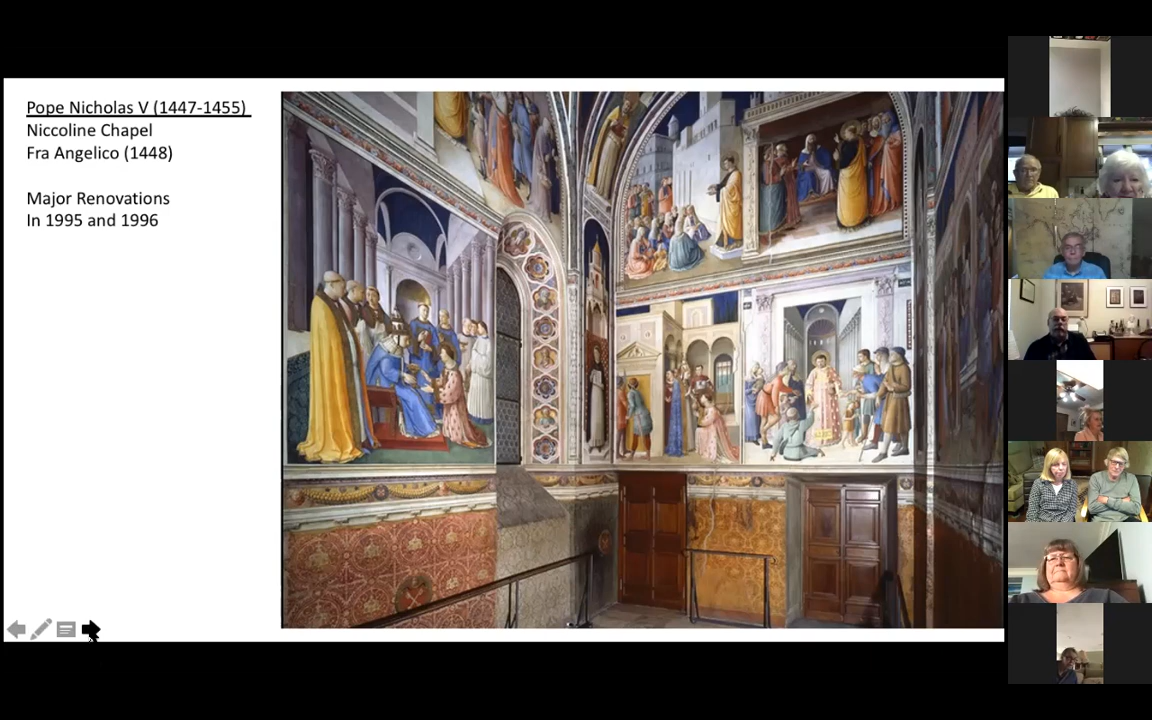 Pope Nicholas V (1447-1455)
Niccoline Chapel
Fra Angelico (1448)
Major Renovations
In 1995 and 1996